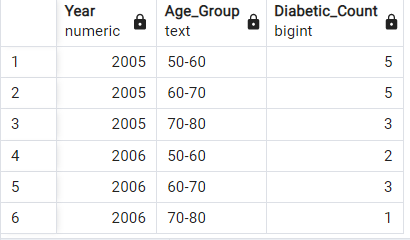 Year Age_Group Diabetic_Count
numeric text bigint
1 2005 50-60 5
2 2005 60-70 5
3 2005 70-80 3
4 2006 50-60 2
5 2006 60-70 3
6 2006 70-80 1